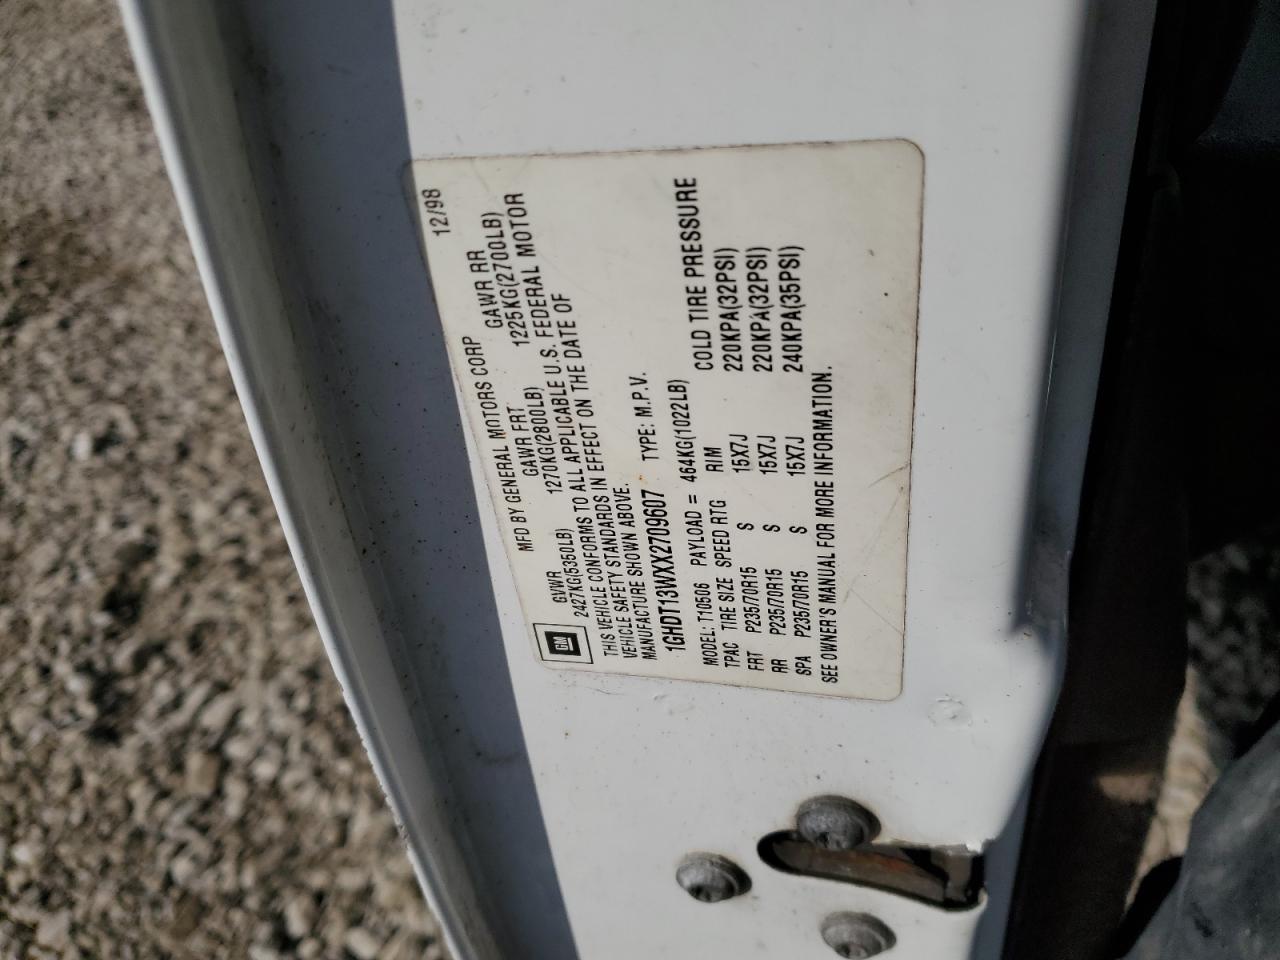 MFD BY GENERAL MOTORS CORP 12/98
GVWR GAWR FRT GAWR RR
2427KG(5350LB) 1270KG(2800LB) 1225KG(2700LB)
GM
THIS VEHICLE CONFORMS TO ALL APPLICABLE U.S. FEDERAL MOTOR
VEHICLE SAFETY STANDARDS IN EFFECT ON THE DATE OF
MANUFACTURE SHOWN ABOVE.
1GHDT13WXX2709607 TYPE: M.P.V.
MODEL: T10506 PAYLOAD = 464KG(1022LB)
TPAC TIRE SIZE SPEED RTG RIM COLD TIRE PRESSURE
FRT P235/70R15 S 15X7J 220KPA(32PSI)
RR P235/70R15 S 15X7J 220KPA(32PSI)
SPA P235/70R15 S 15X7J 240KPA(35PSI)
SEE OWNER'S MANUAL FOR MORE INFORMATION.